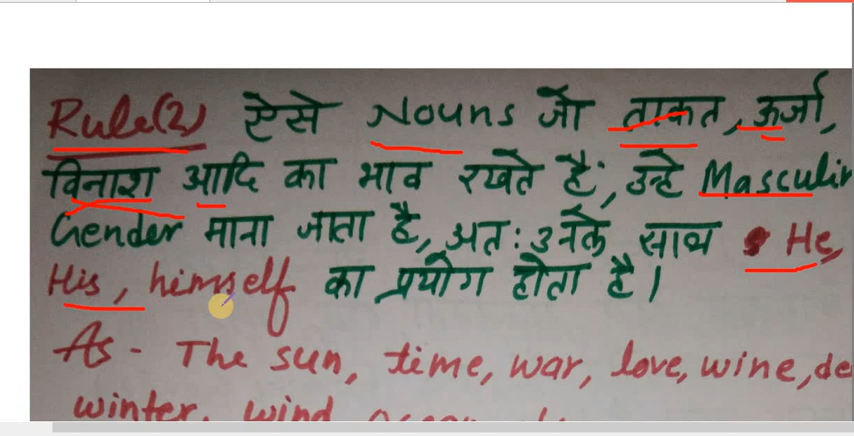 Rule(2) ऐसे Nouns जो ताकत, ऊर्जा,
विनाश आदि का भाव रखते हैं, उन्हें Masculin
Gender माना जाता है, अत: उनके साथ He,
His, himself का प्रयोग होता है।
As - The sun, time, war, love, wine, de
winter, wind